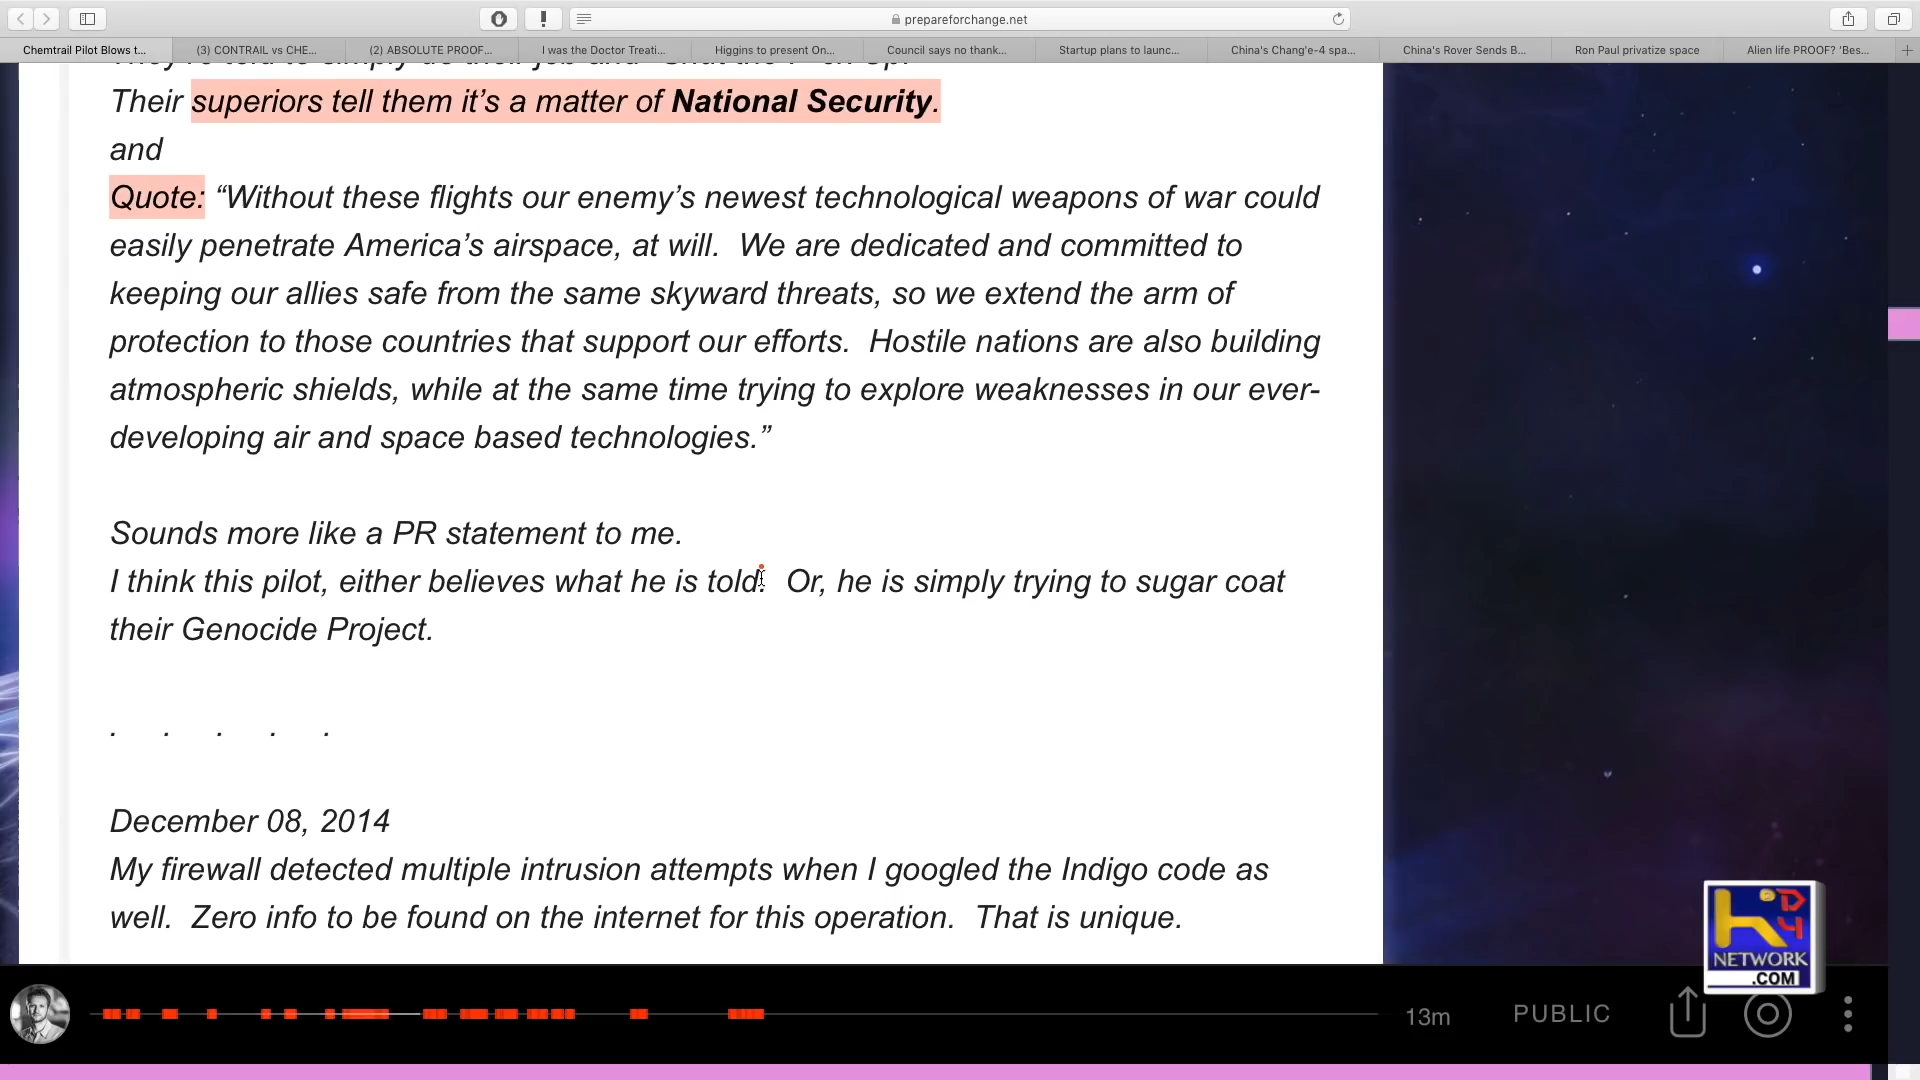 prepareforchange.net
Chemtrail Pilot Blows t...
(3) CONTRAIL vs CHE...
(2) ABSOLUTE PROOF...
I was the Doctor Treati...
Higgins to present On...
Council says no thank...
Startup plans to launc...
China's Chang'e-4 spa...
China's Rover Sends B...
Ron Paul privatize space
Alien life PROOF? 'Bes...
Their superiors tell them it’s a matter of National Security.
and
Quote: “Without these flights our enemy’s newest technological weapons of war could
easily penetrate America’s airspace, at will. We are dedicated and committed to
keeping our allies safe from the same skyward threats, so we extend the arm of
protection to those countries that support our efforts. Hostile nations are also building
atmospheric shields, while at the same time trying to explore weaknesses in our ever-
developing air and space based technologies.”
Sounds more like a PR statement to me.
I think this pilot, either believes what he is told. Or, he is simply trying to sugar coat
their Genocide Project.
. . . . .
December 08, 2014
My firewall detected multiple intrusion attempts when I googled the Indigo code as
well. Zero info to be found on the internet for this operation. That is unique.
HD
4
NETWORK
.COM
13m
PUBLIC